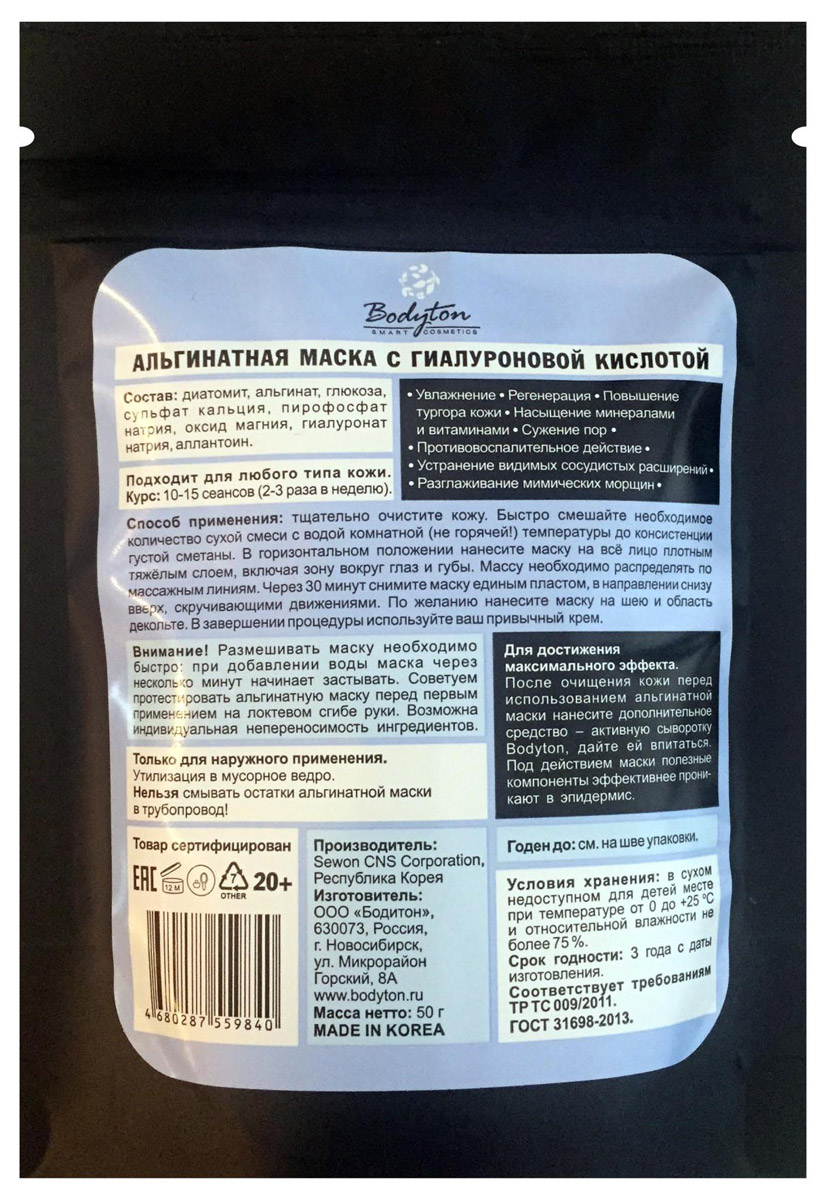 Bodyton
SMART COSMETICS
АЛЬГИНАТНАЯ МАСКА С ГИАЛУРОНОВОЙ КИСЛОТОЙ
Состав: диатомит, альгинат, глюкоза,
сульфат кальция, пирофосфат
натрия, оксид магния, гиалуронат
натрия, аллантоин.
Подходит для любого типа кожи.
Курс: 10-15 сеансов (2-3 раза в неделю).
• Увлажнение • Регенерация • Повышение
тургора кожи • Насыщение минералами
и витаминами • Сужение пор •
• Противовоспалительное действие •
• Устранение видимых сосудистых расширений •
• Разглаживание мимических морщин •
Способ применения: тщательно очистите кожу. Быстро смешайте необходимое
количество сухой смеси с водой комнатной (не горячей!) температуры до консистенции
густой сметаны. В горизонтальном положении нанесите маску на всё лицо плотным
тяжёлым слоем, включая зону вокруг глаз и губы. Массу необходимо распределять по
массажным линиям. Через 30 минут снимите маску единым пластом, в направлении снизу
вверх, скручивающими движениями. По желанию нанесите маску на шею и область
декольте. В завершении процедуры используйте ваш привычный крем.
Внимание! Размешивать маску необходимо
быстро: при добавлении воды маска через
несколько минут начинает застывать. Советуем
протестировать альгинатную маску перед первым
применением на локтевом сгибе руки. Возможна
индивидуальная непереносимость ингредиентов.
Только для наружного применения.
Утилизация в мусорное ведро.
Нельзя смывать остатки альгинатной маски
в трубопровод!
Для достижения
максимального эффекта.
После очищения кожи перед
использованием альгинатной
маски нанесите дополнительное
средство – активную сыворотку
Bodyton, дайте ей впитаться.
Под действием маски полезные
компоненты эффективнее прони-
кают в эпидермис.
Товар сертифицирован
EAC 12 М 7 20+
OTHER
4 680287 559840
Производитель:
Sewon CNS Corporation,
Республика Корея
Изготовитель:
ООО «Бодитон»,
630073, Россия,
г. Новосибирск,
ул. Микрорайон
Горский, 8А
www.bodyton.ru
Масса нетто: 50 г
MADE IN KOREA
Годен до: см. на шве упаковки.
Условия хранения: в сухом
недоступном для детей месте
при температуре от 0 до +25 °С
и относительной влажности не
более 75 %.
Срок годности: 3 года с даты
изготовления.
Соответствует требованиям
ТР ТС 009/2011.
ГОСТ 31698-2013.